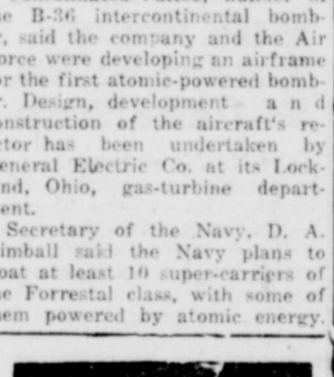 e B-36 intercontinental bomb-
r, said the company and the Air
orce were developing an airframe
or the first atomic-powered bomb-
r. Design, development and
onstruction of the aircraft's re-
ctor has been undertaken by
eneral Electric Co. at its Lock-
nd, Ohio, gas-turbine depart-
ent.
Secretary of the Navy, D. A.
imball said the Navy plans to
oat at least 10 super-carriers of
e Forrestal class, with some of
em powered by atomic energy.